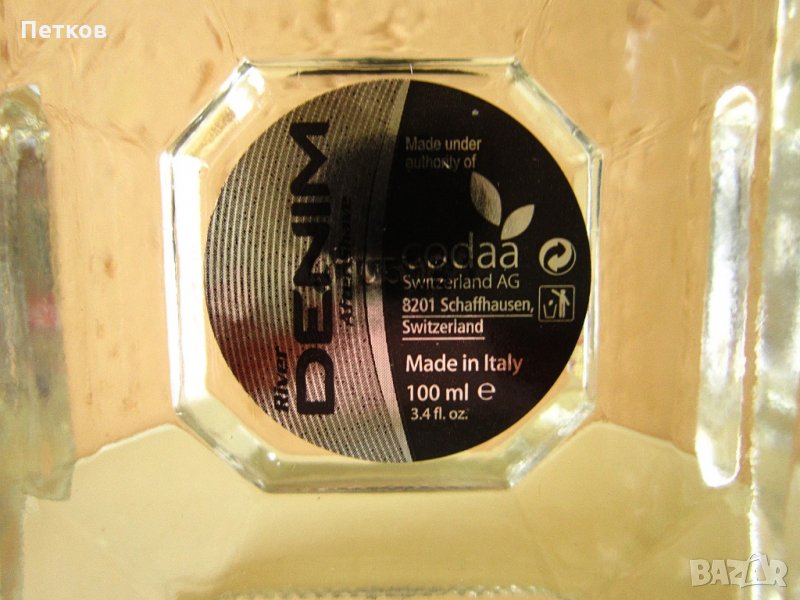 Петков
River
DENIM
After Shave
Made under
authority of
codaa
Switzerland AG
8201 Schaffhausen,
Switzerland
Made in Italy
100 ml e
3.4 fl. oz.
BAZAR